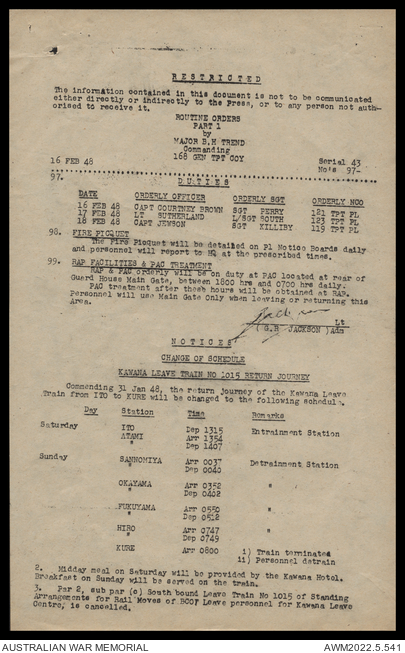 RESTRICTED
The information contained in this document is not to be communicated
either directly or indirectly to the Press, or to any person not auth-
orised to receive it.
ROUTINE ORDERS
PART 1
by
MAJOR B.H TREND
Commanding
168 GEN TPT COY
16 FEB 48 Serial 43
No's 97-
97. DUTIES
DATE ORDERLY OFFICER ORDERLY SGT ORDERLY NCO
16 FEB 48 CAPT COURTNEY BROWN SGT PERRY 121 TPT PL
17 FEB 48 LT SUTHERLAND L/SGT SOUTH 123 TPT PL
18 FEB 48 CAPT JEWSON SGT KILLIBY 119 TPT PL
98. FIRE PICQUET
The Fire Picquet will be detailed on Pl Notice Boards daily
and personnel will report to HQ at the prescribed times.
99. RAP FACILITIES & PAC TREATMENT
RAP & PAC orderly will be on duty at PAC located at rear of
Guard House Main Gate, between 1800 hrs and 0700 hrs daily.
PAC treatment after these hours will be obtained at RAP.
Personnel will use Main Gate Only when leaving or returning this
Area.
Jackson Lt
(G.R JACKSON) Adm
NOTICES
CHANGE OF SCHEDULE
KAWANA LEAVE TRAIN NO 1015 RETURN JOURNEY
Commencing 31 Jan 48, the return journey of the Kawana Leave
Train from ITO to KURE will be changed to the following schedule.
Day Station Time Remarks
Saturday ITO Dep 1315 Entrainment Station
ATAMI Arr 1354
Dep 1407
Sunday SANNOMIYA Arr 0037 Detrainment Station
Dep 0040
OKAYAMA Arr 0352 "
Dep 0402
FUKUYAMA Arr 0550 "
Dep 0512
HIRO Arr 0747 "
Dep 0749
KURE Arr 0800 i) Train terminated
ii) Personnel detrain
2. Midday meal on Saturday will be provided by the Kawana Hotel.
Breakfast on Sunday will be served on the train.
3. Par 2, sub par (c) South bound Leave Train No 1015 of Standing
Arrangements for Rail Moves of BCOF Leave personnel for Kawana Leave
Centre, is cancelled.
AUSTRALIAN WAR MEMORIAL AWM2022.5.541